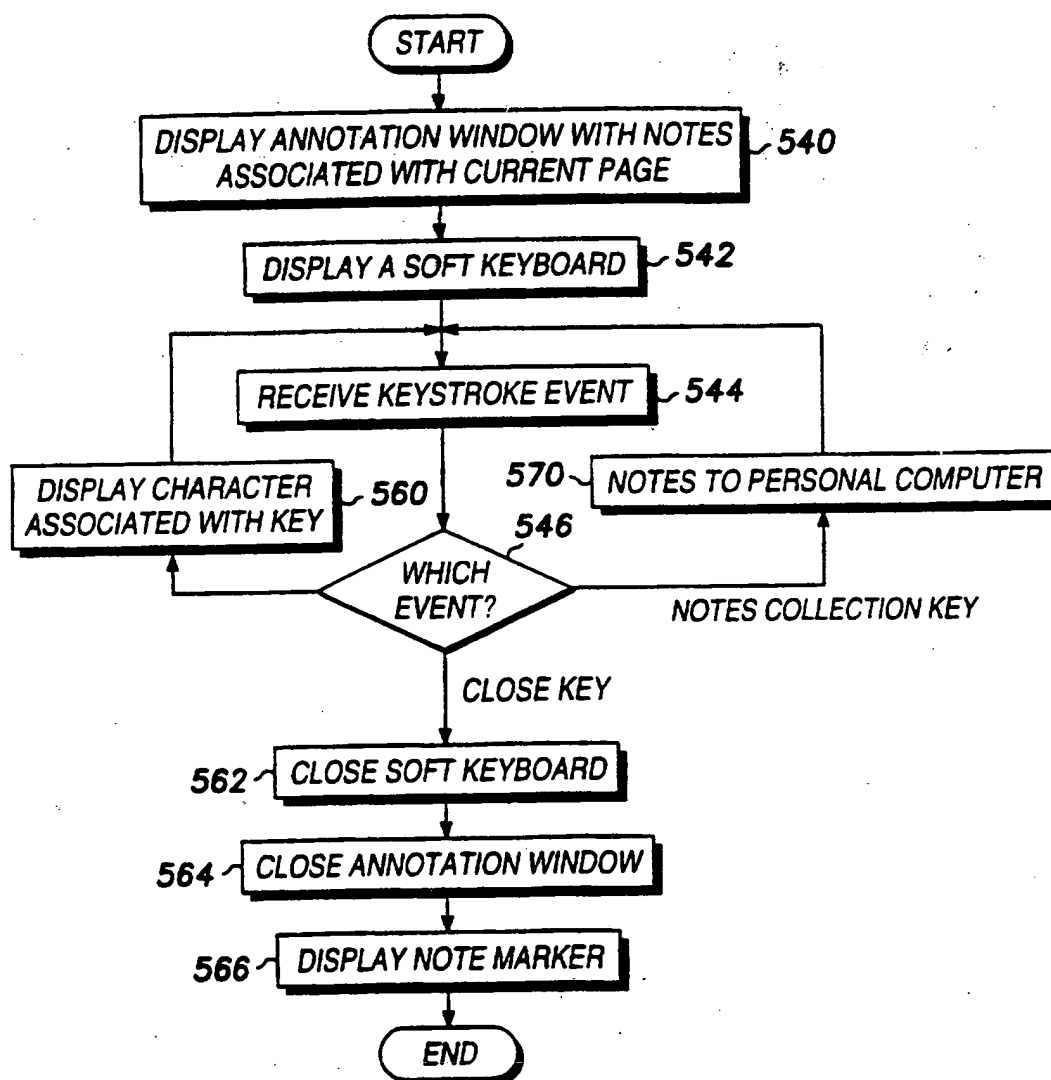 START
DISPLAY ANNOTATION WINDOW WITH NOTES
ASSOCIATED WITH CURRENT PAGE
540
DISPLAY A SOFT KEYBOARD
542
RECEIVE KEYSTROKE EVENT
544
DISPLAY CHARACTER
ASSOCIATED WITH KEY
560
570
NOTES TO PERSONAL COMPUTER
546
WHICH
EVENT?
NOTES COLLECTION KEY
CLOSE KEY
562
CLOSE SOFT KEYBOARD
564
CLOSE ANNOTATION WINDOW
566
DISPLAY NOTE MARKER
END